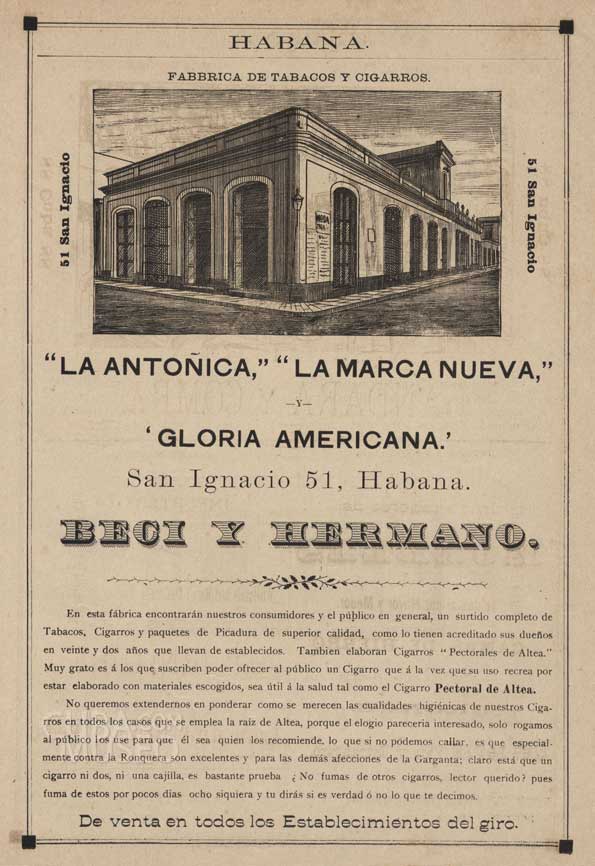 HABANA.
FABBRICA DE TABACOS Y CIGARROS.
51 San Ignacio
51 San Ignacio
"LA ANTOÑICA," "LA MARCA NUEVA,"
—Y—
'GLORIA AMERICANA.'
San Ignacio 51, Habana.
BECI Y HERMANO.
En esta fábrica encontrarán nuestros consumidores y el público en general, un surtido completo de
Tabacos, Cigarros y paquetes de Picadura de superior calidad, como lo tienen acreditado sus dueños
en veinte y dos años que llevan de establecidos. Tambien elaboran Cigarros "Pectorales de Altea."
Muy grato es á los que suscriben poder ofrecer al público un Cigarro que á la vez que su uso recrea por
estar elaborado con materiales escogidos, sea útil á la salud tal como el Cigarro Pectoral de Altea.
No queremos extendernos en ponderar como se merecen las cualidades higiénicas de nuestros Ciga-
rros en todos los casos que se emplea la raiz de Altea, porque el elogio pareceria interesado, solo rogamos
al público los use para que él sea quien los recomiende, lo que si no podemos callar, es que especial-
mente contra la Ronquera son excelentes y para las demás afecciones de la Garganta; claro está que un
cigarro ni dos, ni una cajilla, es bastante prueba ¿No fumas de otros cigarros, lector querido? pues
fuma de estos por pocos dias ocho siquiera y tu dirás si es verdad ó no lo que te decimos.
De venta en todos los Establecimientos del giro.